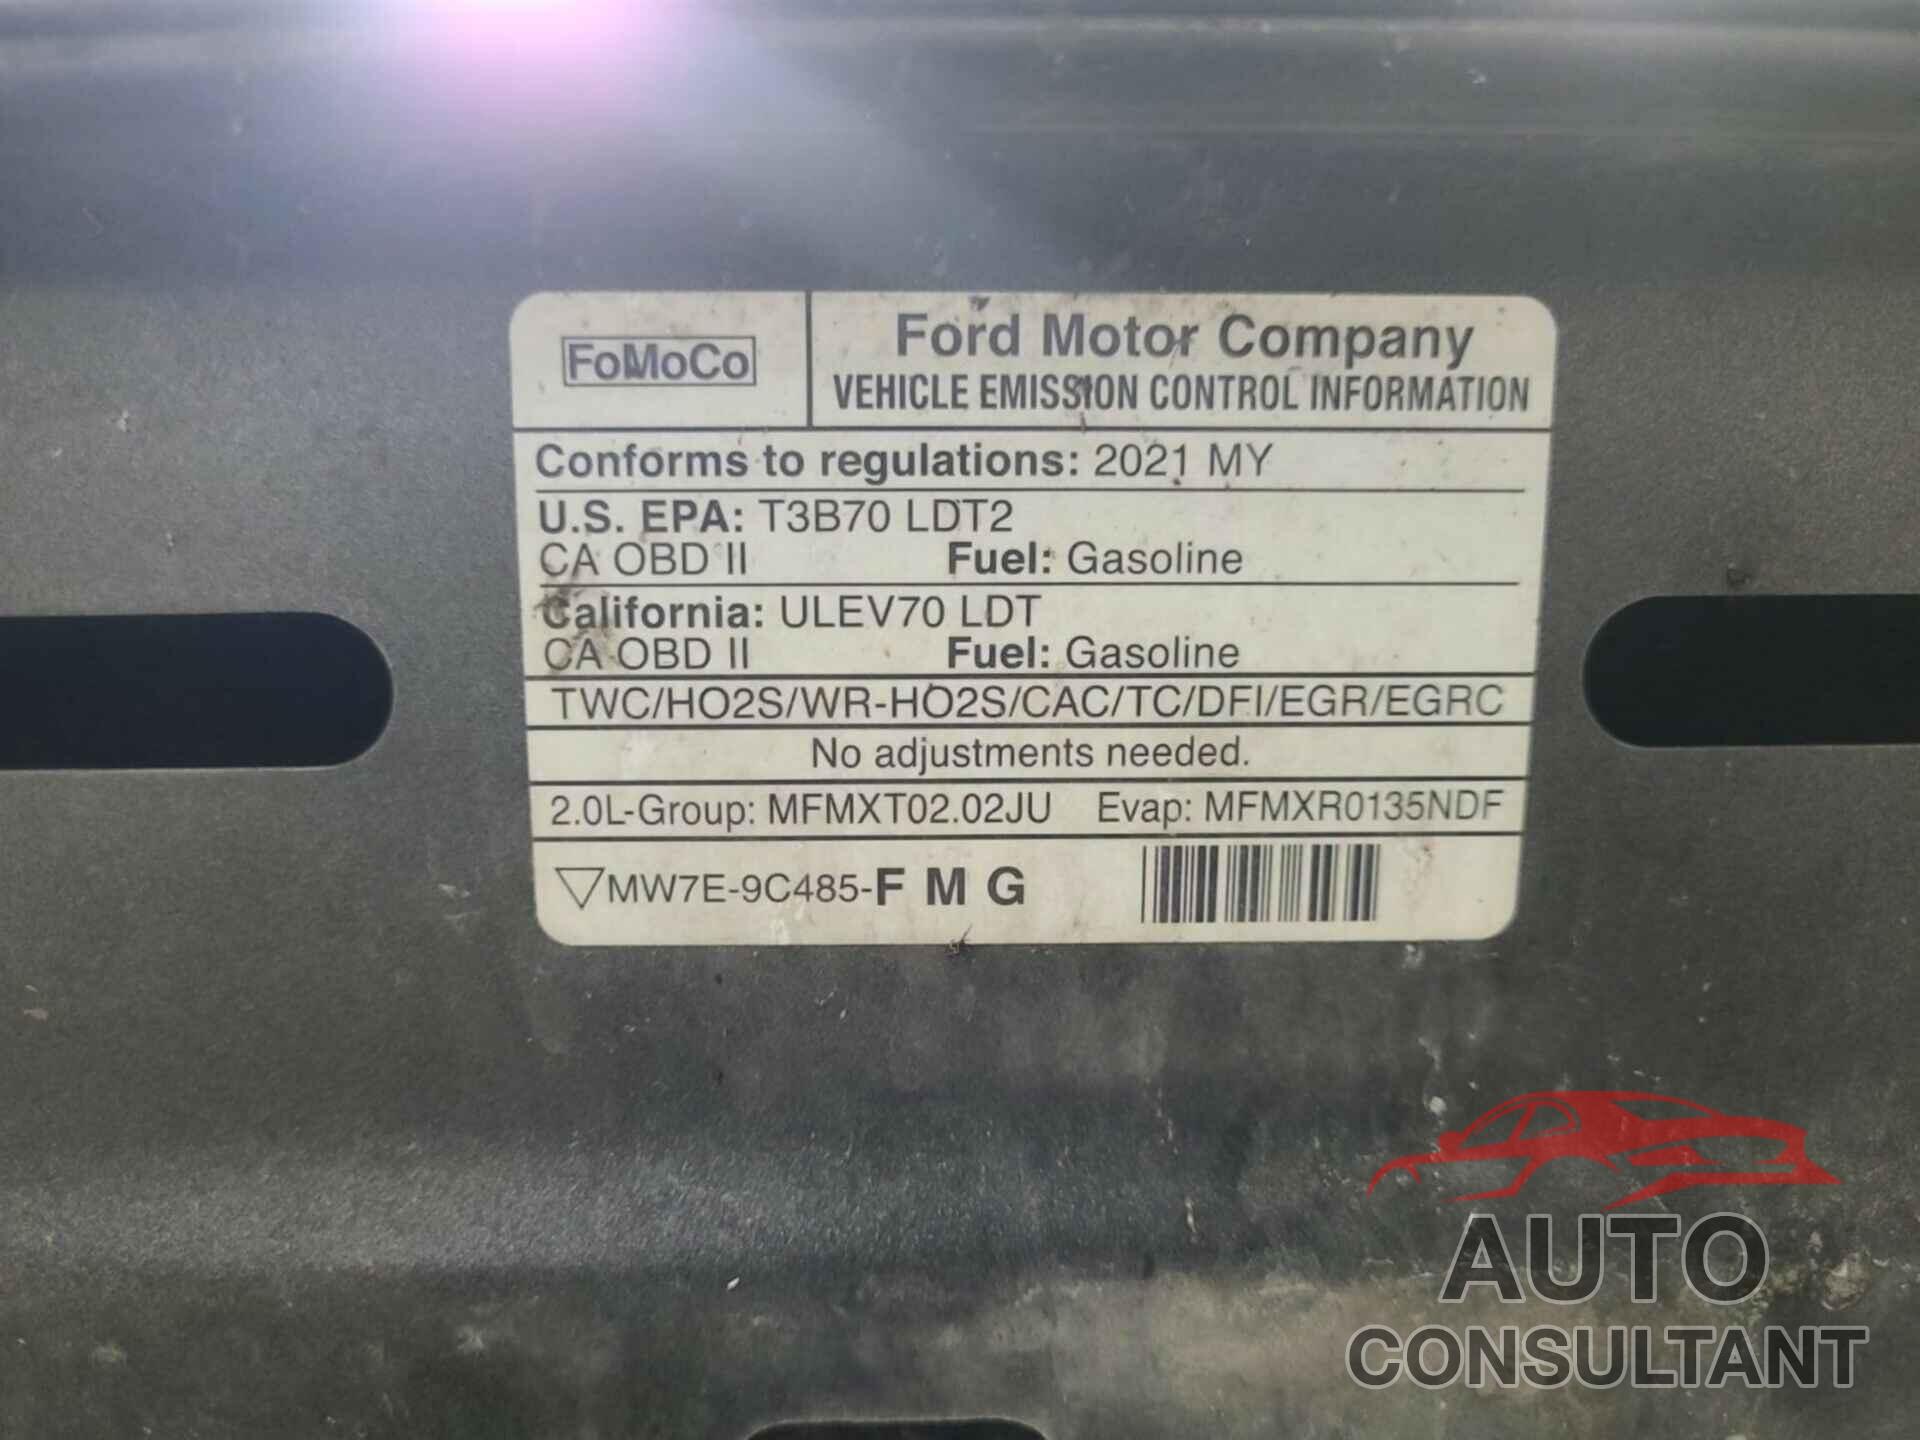 FoMoCo
Ford Motor Company
VEHICLE EMISSION CONTROL INFORMATION
Conforms to regulations: 2021 MY
U.S. EPA: T3B70 LDT2
CA OBD II Fuel: Gasoline
California: ULEV70 LDT
CA OBD II Fuel: Gasoline
TWC/HO2S/WR-HO2S/CAC/TC/DFI/EGR/EGRC
No adjustments needed.
2.0L-Group: MFMXT02.02JU Evap: MFMXR0135NDF
MW7E-9C485-F M G
AUTO
CONSULTANT